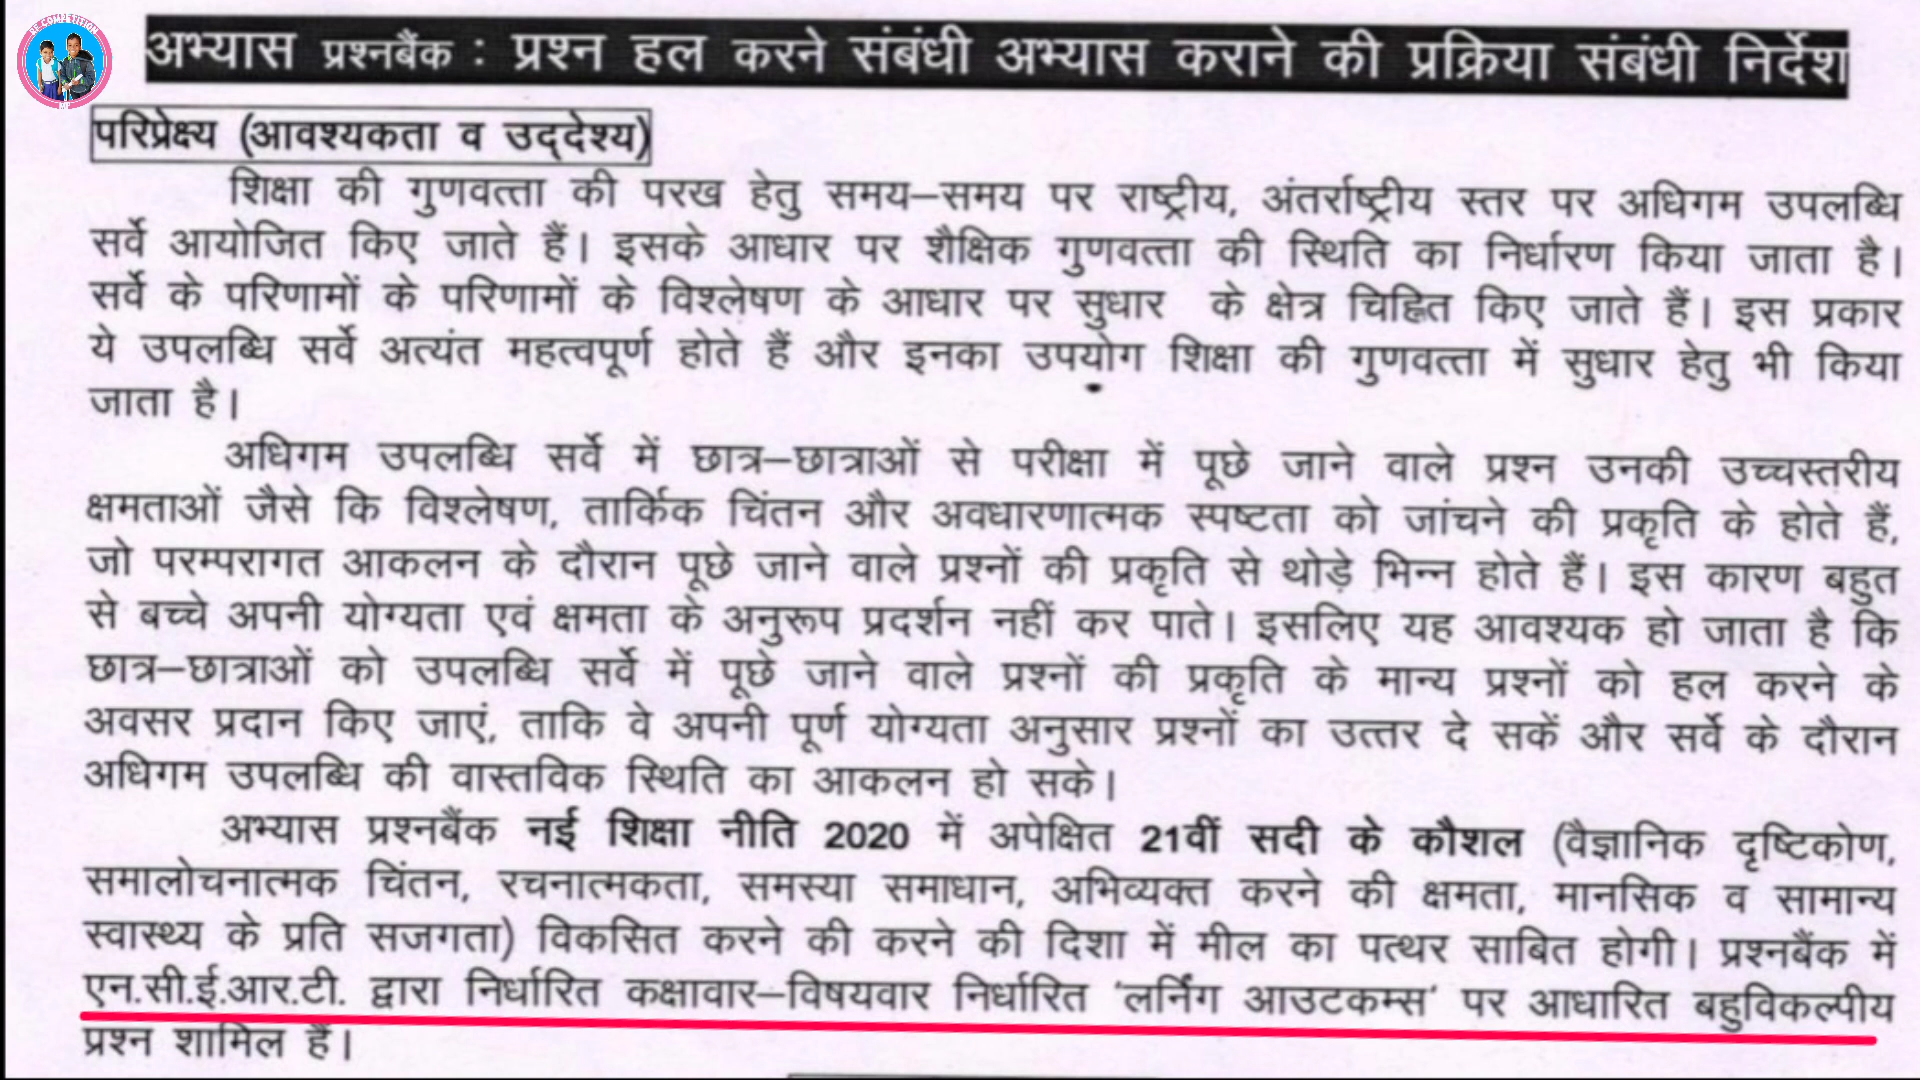 RP COMPETITION
MP
अभ्यास प्रश्नबैंक : प्रश्न हल करने संबंधी अभ्यास कराने की प्रक्रिया संबंधी निर्देश
परिप्रेक्ष्य (आवश्यकता व उद्देश्य)
शिक्षा की गुणवत्ता की परख हेतु समय–समय पर राष्ट्रीय, अंतर्राष्ट्रीय स्तर पर अधिगम उपलब्धि
सर्वे आयोजित किए जाते हैं। इसके आधार पर शैक्षिक गुणवत्ता की स्थिति का निर्धारण किया जाता है।
सर्वे के परिणामों के परिणामों के विश्लेषण के आधार पर सुधार के क्षेत्र चिह्नित किए जाते हैं। इस प्रकार
ये उपलब्धि सर्वे अत्यंत महत्वपूर्ण होते हैं और इनका उपयोग शिक्षा की गुणवत्ता में सुधार हेतु भी किया
जाता है।
अधिगम उपलब्धि सर्वे में छात्र–छात्राओं से परीक्षा में पूछे जाने वाले प्रश्न उनकी उच्चस्तरीय
क्षमताओं जैसे कि विश्लेषण, तार्किक चिंतन और अवधारणात्मक स्पष्टता को जांचने की प्रकृति के होते हैं,
जो परम्परागत आकलन के दौरान पूछे जाने वाले प्रश्नों की प्रकृति से थोड़े भिन्न होते हैं। इस कारण बहुत
से बच्चे अपनी योग्यता एवं क्षमता के अनुरूप प्रदर्शन नहीं कर पाते। इसलिए यह आवश्यक हो जाता है कि
छात्र–छात्राओं को उपलब्धि सर्वे में पूछे जाने वाले प्रश्नों की प्रकृति के मान्य प्रश्नों को हल करने के
अवसर प्रदान किए जाएं, ताकि वे अपनी पूर्ण योग्यता अनुसार प्रश्नों का उत्तर दे सकें और सर्वे के दौरान
अधिगम उपलब्धि की वास्तविक स्थिति का आकलन हो सके।
अभ्यास प्रश्नबैंक नई शिक्षा नीति 2020 में अपेक्षित 21वीं सदी के कौशल (वैज्ञानिक दृष्टिकोण,
समालोचनात्मक चिंतन, रचनात्मकता, समस्या समाधान, अभिव्यक्त करने की क्षमता, मानसिक व सामान्य
स्वास्थ्य के प्रति सजगता) विकसित करने की करने की दिशा में मील का पत्थर साबित होगी। प्रश्नबैंक में
एन.सी.ई.आर.टी. द्वारा निर्धारित कक्षावार–विषयवार निर्धारित 'लर्निंग आउटकम्स' पर आधारित बहुविकल्पीय
प्रश्न शामिल हैं।